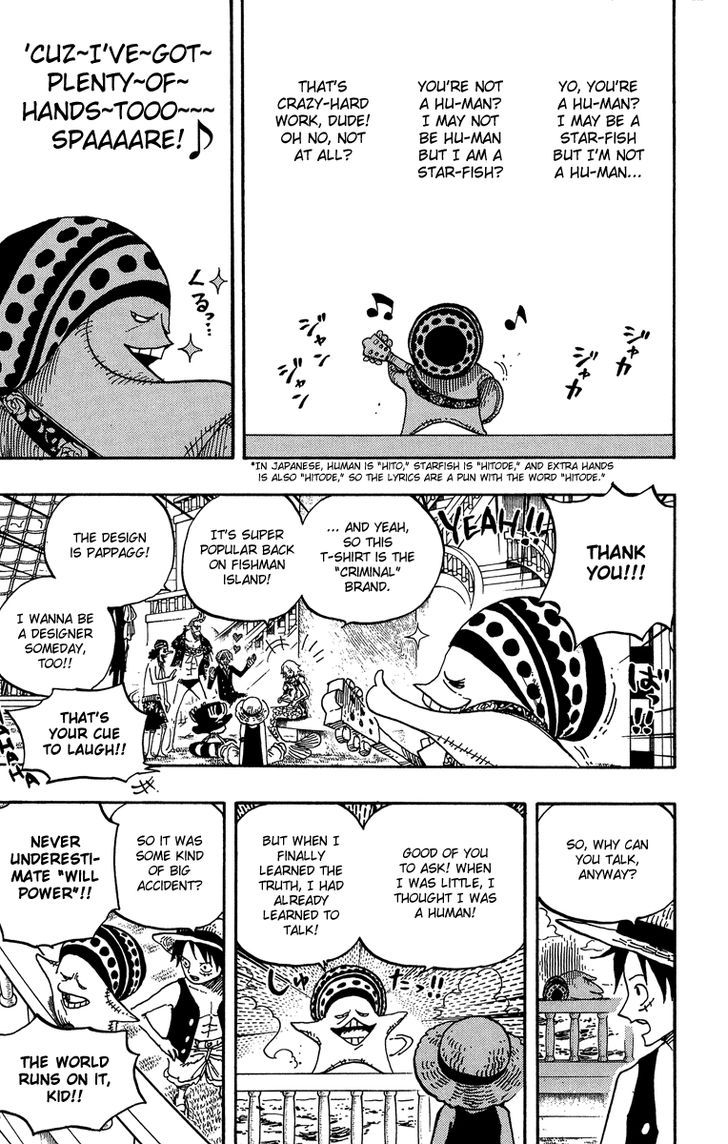 YO, YOU'RE
A HU-MAN?
I MAY BE A
STAR-FISH
BUT I'M NOT
A HU-MAN...
YOU'RE NOT
A HU-MAN?
I MAY NOT
BE HU-MAN
BUT I AM A
STAR-FISH?
THAT'S
CRAZY-HARD
WORK, DUDE!
OH NO, NOT
AT ALL?
ジャカ
ジャカ
ジャン
ジャン
*IN JAPANESE, HUMAN IS "HITO," STARFISH IS "HITODE," AND EXTRA HANDS
IS ALSO "HITODE," SO THE LYRICS ARE A PUN WITH THE WORD "HITODE."
'CUZ~I'VE~GOT~
PLENTY~OF~
HANDS~TOOO~~~
SPAAAARE!
くるっ…
THANK
YOU!!!
ばっ!!
YEAH!!
... AND YEAH,
SO THIS
T-SHIRT IS THE
"CRIMINAL"
BRAND.
IT'S SUPER
POPULAR BACK
ON FISHMAN
ISLAND!
THE DESIGN
IS PAPPAGG!
I WANNA BE
A DESIGNER
SOMEDAY,
TOO!!
THAT'S
YOUR CUE
TO LAUGH!!
SO, WHY CAN
YOU TALK,
ANYWAY?
GOOD OF YOU
TO ASK! WHEN
I WAS LITTLE, I
THOUGHT I WAS
A HUMAN!
BUT WHEN I
FINALLY
LEARNED THE
TRUTH, I HAD
ALREADY
LEARNED TO
TALK!
しゅたっ!!
SO IT WAS
SOME KIND
OF BIG
ACCIDENT?
NEVER
UNDERESTI-
MATE "WILL
POWER"!!
THE WORLD
RUNS ON IT,
KID!!